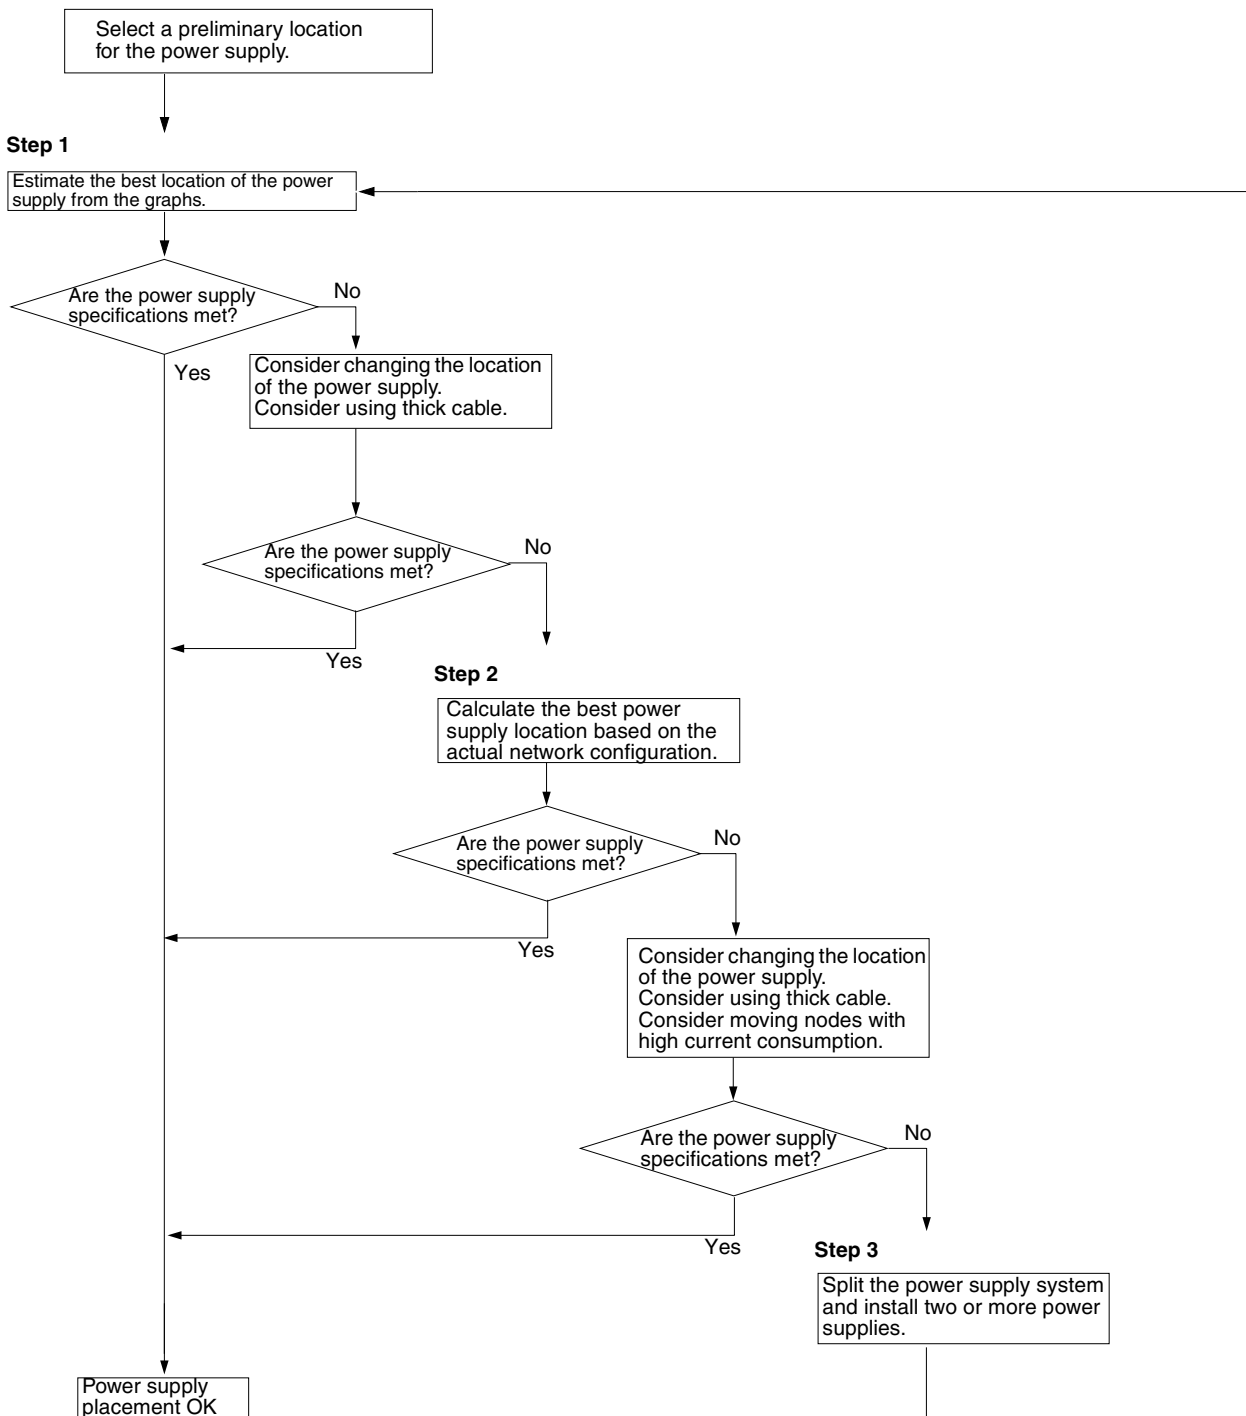 Select a preliminary location
for the power supply.
Step 1
Estimate the best location of the power
supply from the graphs.
Are the power supply
specifications met?
No
Yes
Consider changing the location
of the power supply.
Consider using thick cable.
Are the power supply
specifications met?
No
Yes
Step 2
Calculate the best power
supply location based on the
actual network configuration.
Are the power supply
specifications met?
No
Yes
Consider changing the location
of the power supply.
Consider using thick cable.
Consider moving nodes with
high current consumption.
Are the power supply
specifications met?
No
Yes
Step 3
Split the power supply system
and install two or more power
supplies.
Power supply
placement OK